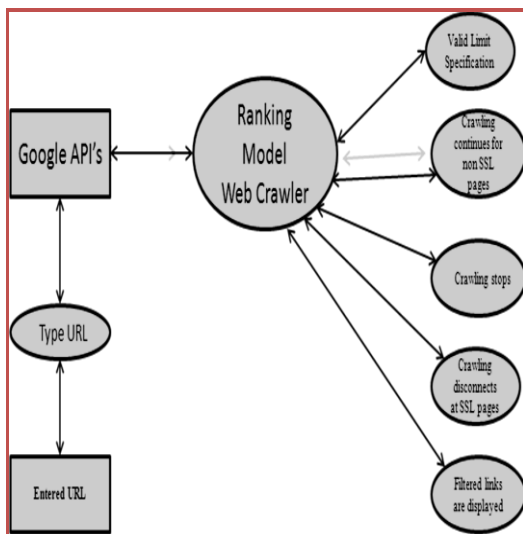 Valid Limit
Specification
Ranking
Model
Web Crawler
Google API's
Crawling
continues for
non SSL
pages
Crawling stops
Type URL
Crawling
disconnects
at SSL pages
Entered URL
Filtered links
are displayed